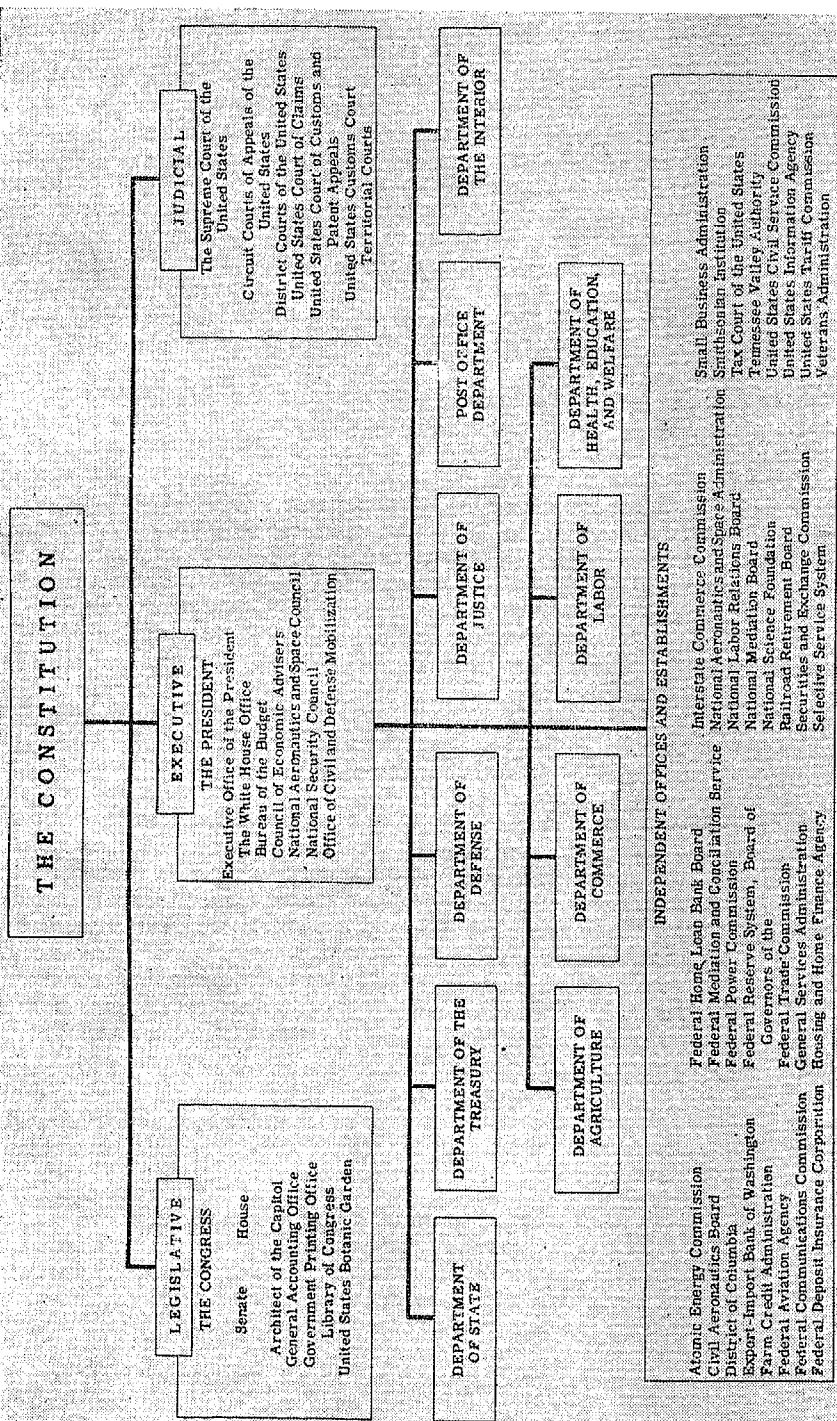 THE CONSTITUTION
LEGISLATIVE
THE CONGRESS
Senate House
Architect of the Capitol
General Accounting Office
Government Printing Office
Library of Congress
United States Botanic Garden
EXECUTIVE
THE PRESIDENT
Executive Office of the President
The White House Office
Bureau of the Budget
Council of Economic Advisers
National Aeronautics and Space Council
National Security Council
Office of Civil and Defense Mobilization
JUDICIAL
The Supreme Court of the
United States
Circuit Courts of Appeals of the
United States
District Courts of the United States
United States Court of Claims
United States Court of Customs and
Patent Appeals
United States Customs Court
Territorial Courts
DEPARTMENT
OF STATE
DEPARTMENT OF THE
TREASURY
DEPARTMENT OF
DEFENSE
DEPARTMENT OF
JUSTICE
POST OFFICE
DEPARTMENT
DEPARTMENT OF
THE INTERIOR
DEPARTMENT OF
AGRICULTURE
DEPARTMENT OF
COMMERCE
DEPARTMENT OF
LABOR
DEPARTMENT OF
HEALTH, EDUCATION,
AND WELFARE
INDEPENDENT OFFICES AND ESTABLISHMENTS
Atomic Energy Commission
Civil Aeronautics Board
District of Columbia
Export-Import Bank of Washington
Farm Credit Administration
Federal Aviation Agency
Federal Communications Commission
Federal Deposit Insurance Corporation
Federal Home Loan Bank Board
Federal Mediation and Conciliation Service
Federal Power Commission
Federal Reserve System, Board of
Governors of the
Federal Trade Commission
General Services Administration
Housing and Home Finance Agency
Interstate Commerce Commission
National Aeronautics and Space Administration
National Labor Relations Board
National Mediation Board
National Science Foundation
Railroad Retirement Board
Securities and Exchange Commission
Selective Service System
Small Business Administration
Smithsonian Institution
Tax Court of the United States
Tennessee Valley Authority
United States Civil Service Commission
United States Information Agency
United States Tariff Commission
Veterans Administration